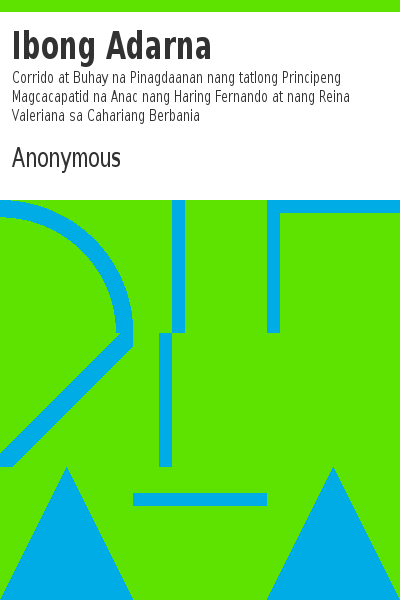 Ibong Adarna
Corrido at Buhay na Pinagdaanan nang tatlong Principeng
Magcacapatid na Anac nang Haring Fernando at nang Reina
Valeriana sa Cahariang Berbania
Anonymous